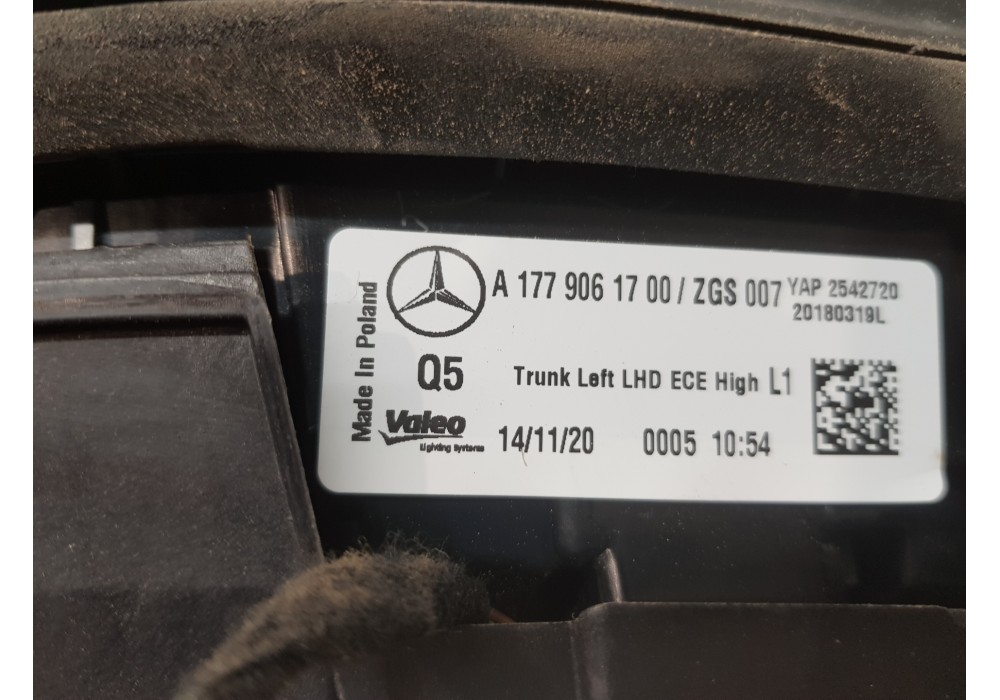 A 177 906 17 00 / ZGS 007 YAP 2542720
20180319L
Made In Poland
Q5 Trunk Left LHD ECE High L1
Valeo
Lighting Systems
14/11/20 0005 10:54